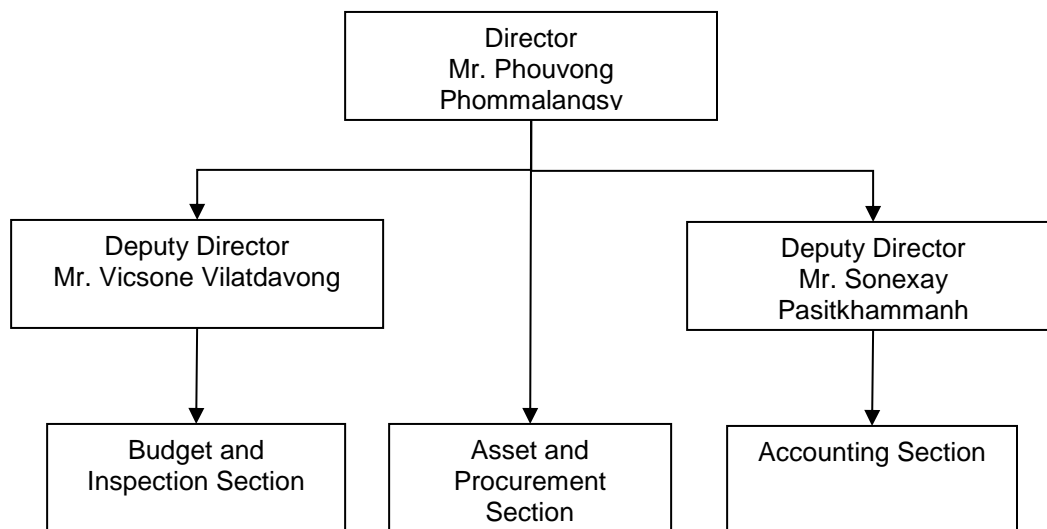 Director
Mr. Phouvong
Phommalangsy
Deputy Director
Mr. Vicsone Vilatdavong
Deputy Director
Mr. Sonexay
Pasitkhammanh
Budget and
Inspection Section
Asset and
Procurement
Section
Accounting Section